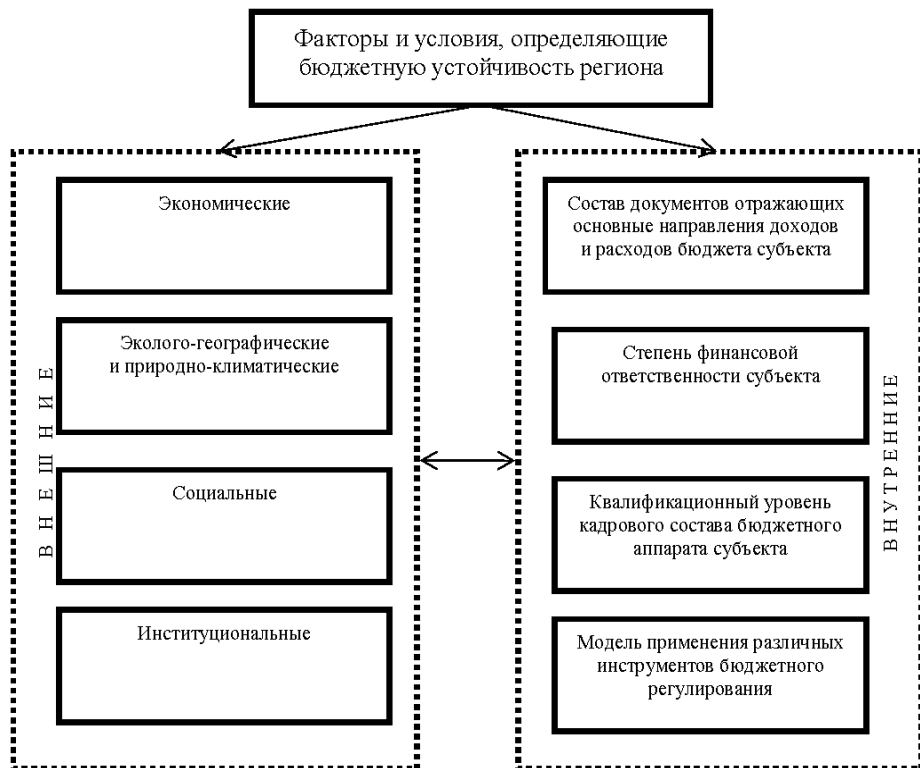 Факторы и условия, определяющие
бюджетную устойчивость региона
ВНЕШНИЕ
Экономические
Эколого-географические
и природно-климатические
Социальные
Институциональные
Состав документов отражающих
основные направления доходов
и расходов бюджета субъекта
Степень финансовой
ответственности субъекта
Квалификационный уровень
кадрового состава бюджетного
аппарата субъекта
Модель применения различных
инструментов бюджетного
регулирования
ВНУТРЕННИЕ